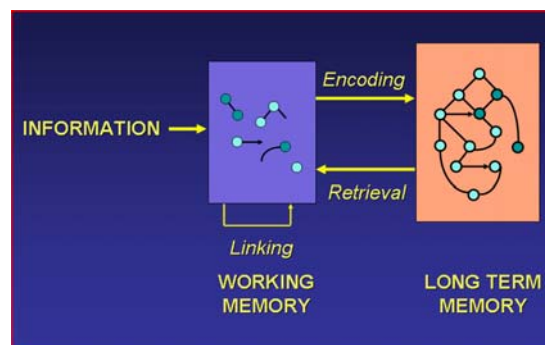 Encoding
INFORMATION
Retrieval
Linking
WORKING
MEMORY
LONG TERM
MEMORY